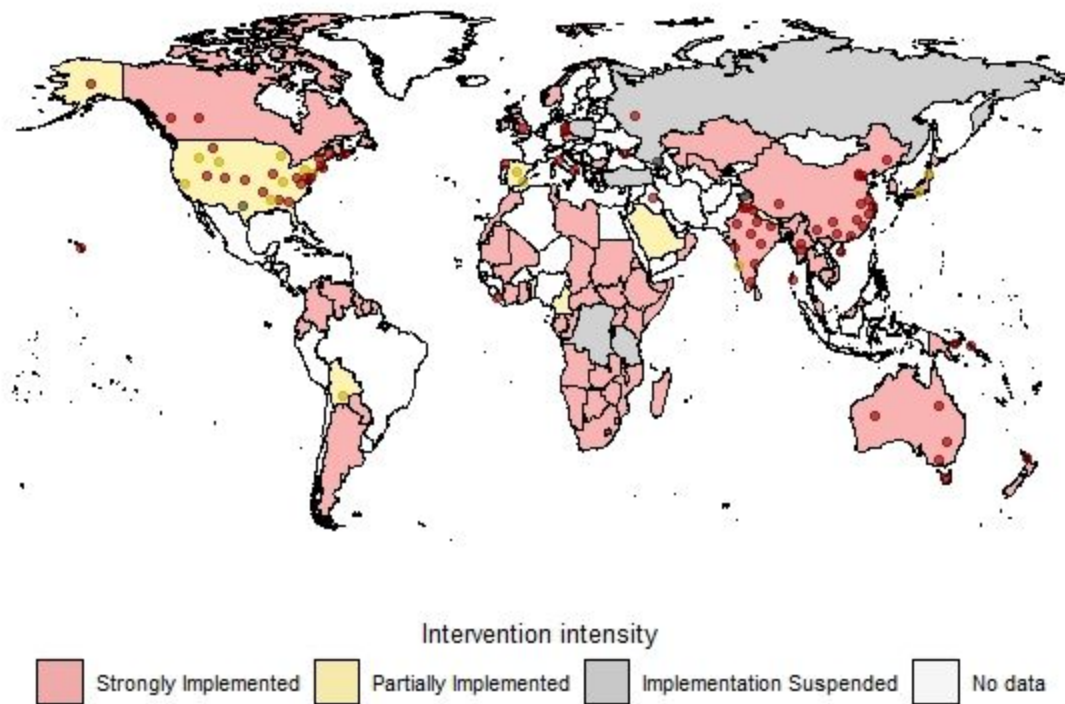 Intervention intensity
Strongly Implemented Partially Implemented Implementation Suspended No data